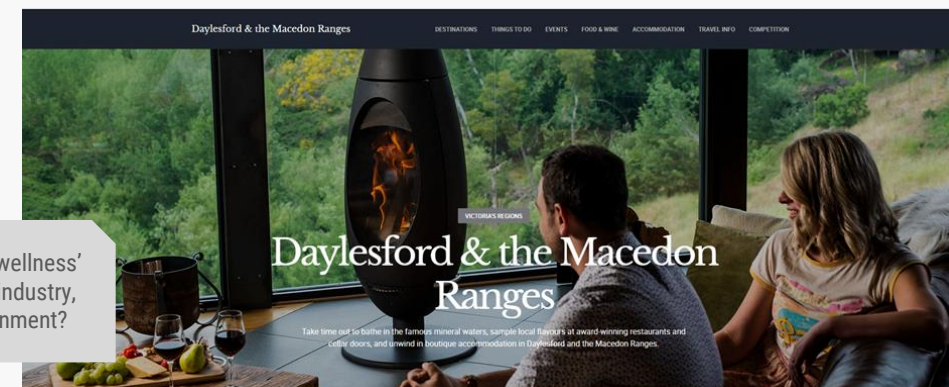 Daylesford & the Macedon Ranges
DESTINATIONS THINGS TO DO EVENTS FOOD & WINE ACCOMMODATION TRAVEL INFO COMPETITION
VICTORIA'S REGIONS
Daylesford & the Macedon
Ranges
Take time out to bathe in the famous mineral waters, sample local flavours at award-winning restaurants and
cellar doors, and unwind in boutique accommodation in Daylesford and the Macedon Ranges.
wellness’
industry,
nment?